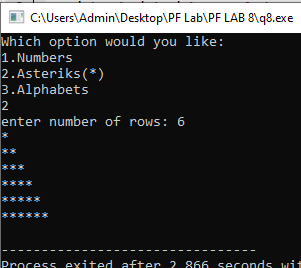 C:\Users\Admin\Desktop\PF Lab\PF LAB 8\q8.exe
Which option would you like:
1.Numbers
2.Asteriks(*)
3.Alphabets
2
enter number of rows: 6
*
**
***
****
*****
******
--------------------------------
Process exited after 2.866 seconds